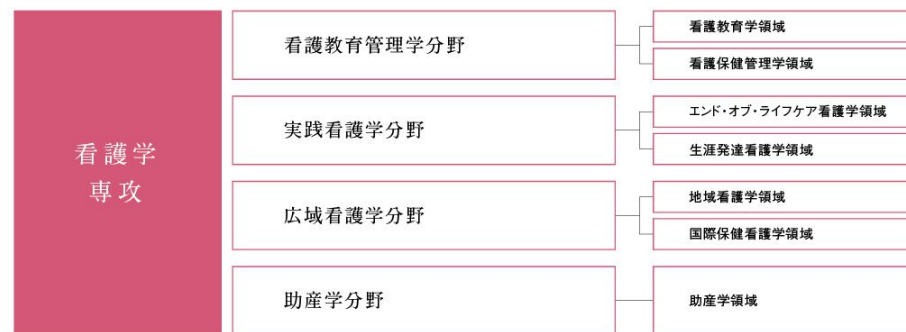 看護学
専攻
看護教育管理学分野
看護教育学領域
看護保健管理学領域
実践看護学分野
エンド・オブ・ライフケア看護学領域
生涯発達看護学領域
広域看護学分野
地域看護学領域
国際保健看護学領域
助産学分野
助産学領域